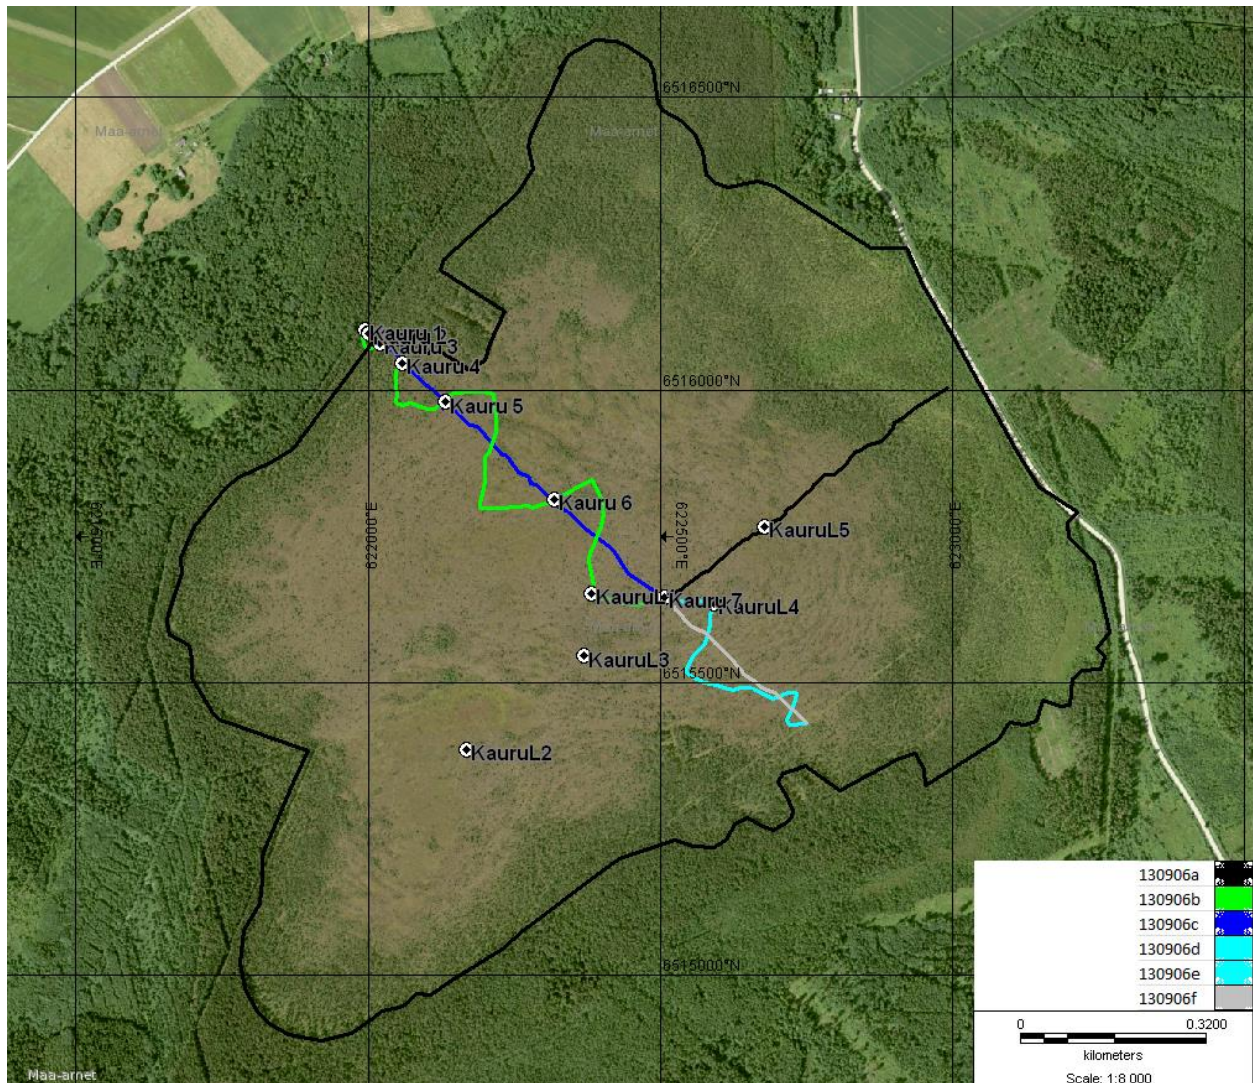 6516500°N
Maa-amet
Maa-amet
Kauru 1
Kauru 3
Kauru 4
6516000°N
Kauru 5
Kauru 6
621500°E
622000°E
622500°E
623000°E
KauruL5
Kauru 7
KauruL4
KauruL3
6515500°N
KauruL2
6515000°N
130906a
130906b
130906c
130906d
130906e
130906f
0 0.3200
kilometers
Scale: 1:8 000
Maa-amet